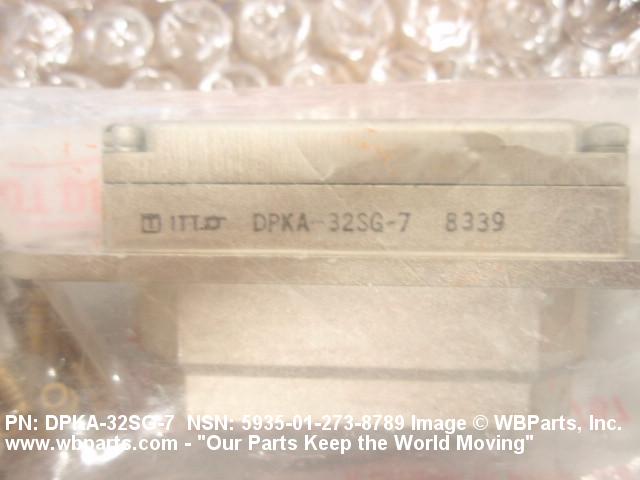 ITT DPKA-32SG-7 8339
PN: DPKA-32SG-7 NSN: 5935-01-273-8789 Image © WBParts, Inc.
www.wbparts.com - "Our Parts Keep the World Moving"